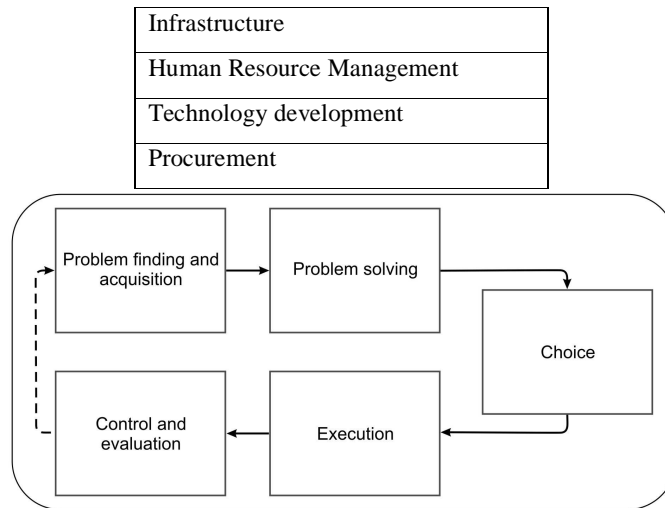 Infrastructure
Human Resource Management
Technology development
Procurement
Problem finding and
acquisition
Problem solving
Choice
Control and
evaluation
Execution